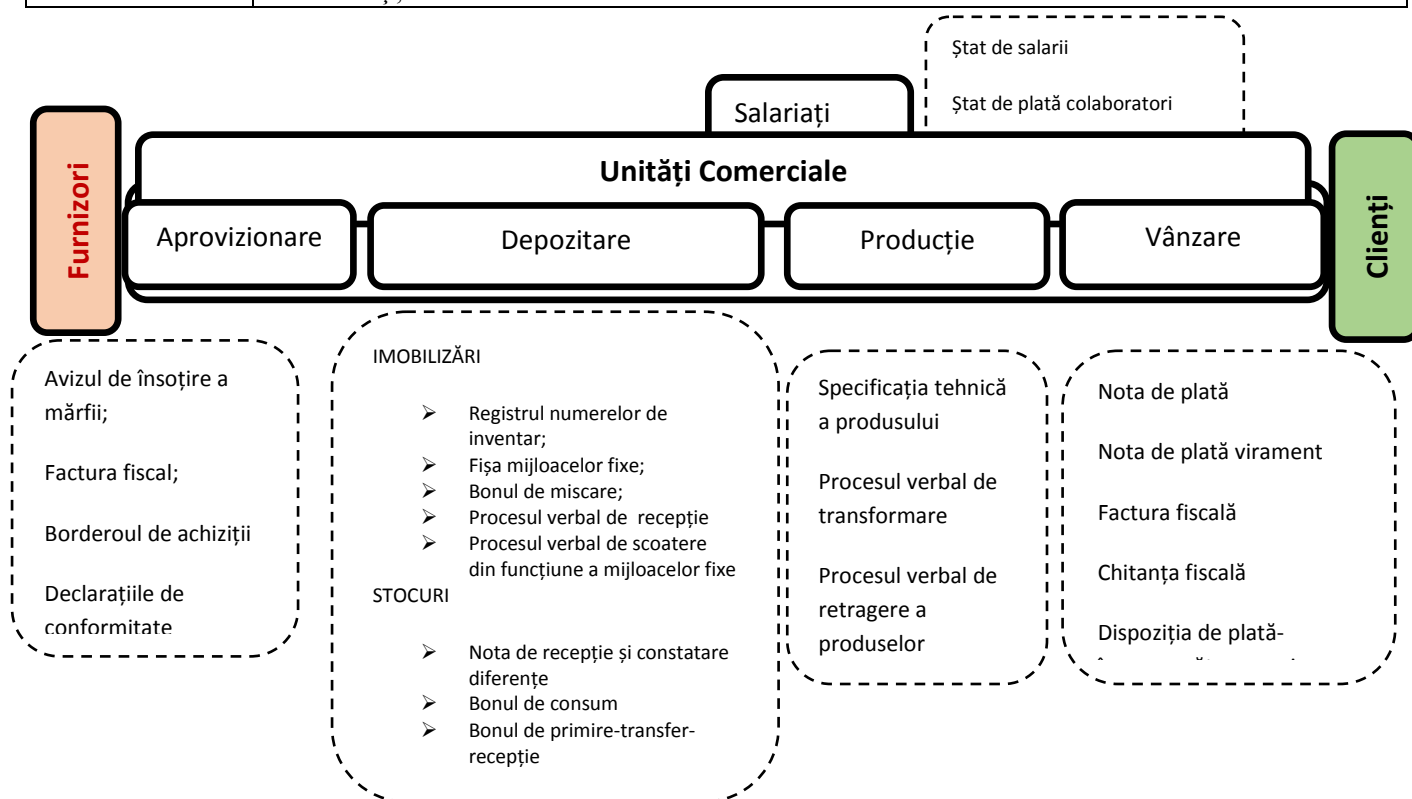 Ștat de salarii
Ștat de plată colaboratori
Salariați
Unități Comerciale
Furnizori
Aprovizionare
Depozitare
Producție
Vânzare
Clienți
Avizul de însoțire a
mărfii;
Factura fiscal;
Borderoul de achiziții
Declarațiile de
conformitate
IMOBILIZĂRI
➢ Registrul numerelor de
inventar;
➢ Fișa mijloacelor fixe;
➢ Bonul de miscare;
➢ Procesul verbal de recepție
➢ Procesul verbal de scoatere
din funcțiune a mijloacelor fixe
STOCURI
➢ Nota de recepție și constatare
diferențe
➢ Bonul de consum
➢ Bonul de primire-transfer-
recepție
Specificația tehnică
a produsului
Procesul verbal de
transformare
Procesul verbal de
retragere a
produselor
Nota de plată
Nota de plată virament
Factura fiscală
Chitanța fiscală
Dispoziția de plată-